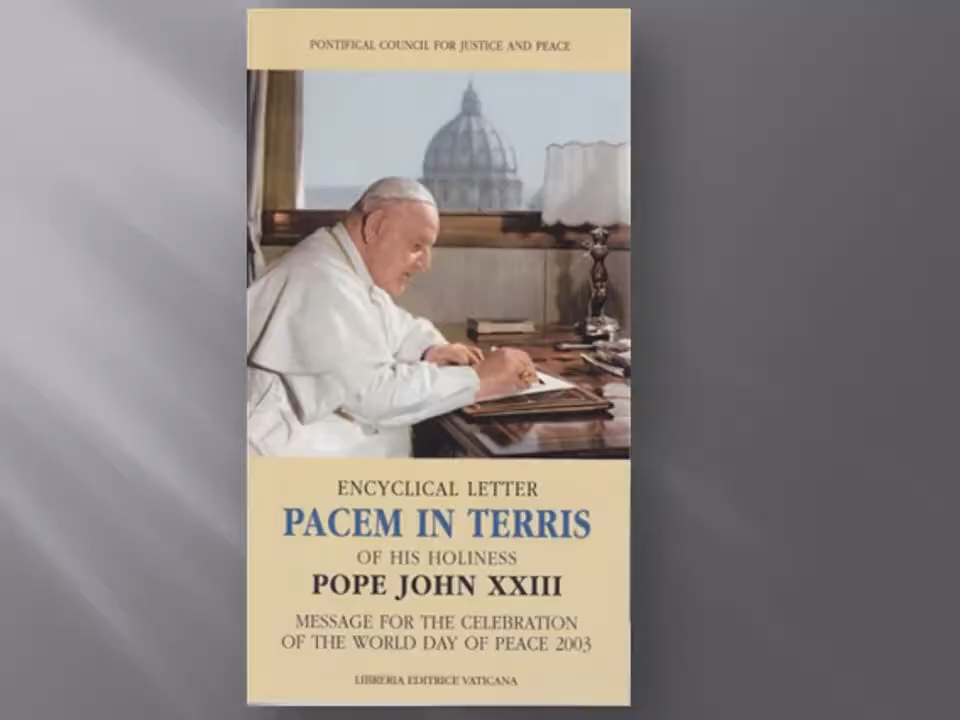 PONTIFICAL COUNCIL FOR JUSTICE AND PEACE
ENCYCLICAL LETTER
PACEM IN TERRIS
OF HIS HOLINESS
POPE JOHN XXIII
MESSAGE FOR THE CELEBRATION
OF THE WORLD DAY OF PEACE 2003
LIBRERIA EDITRICE VATICANA